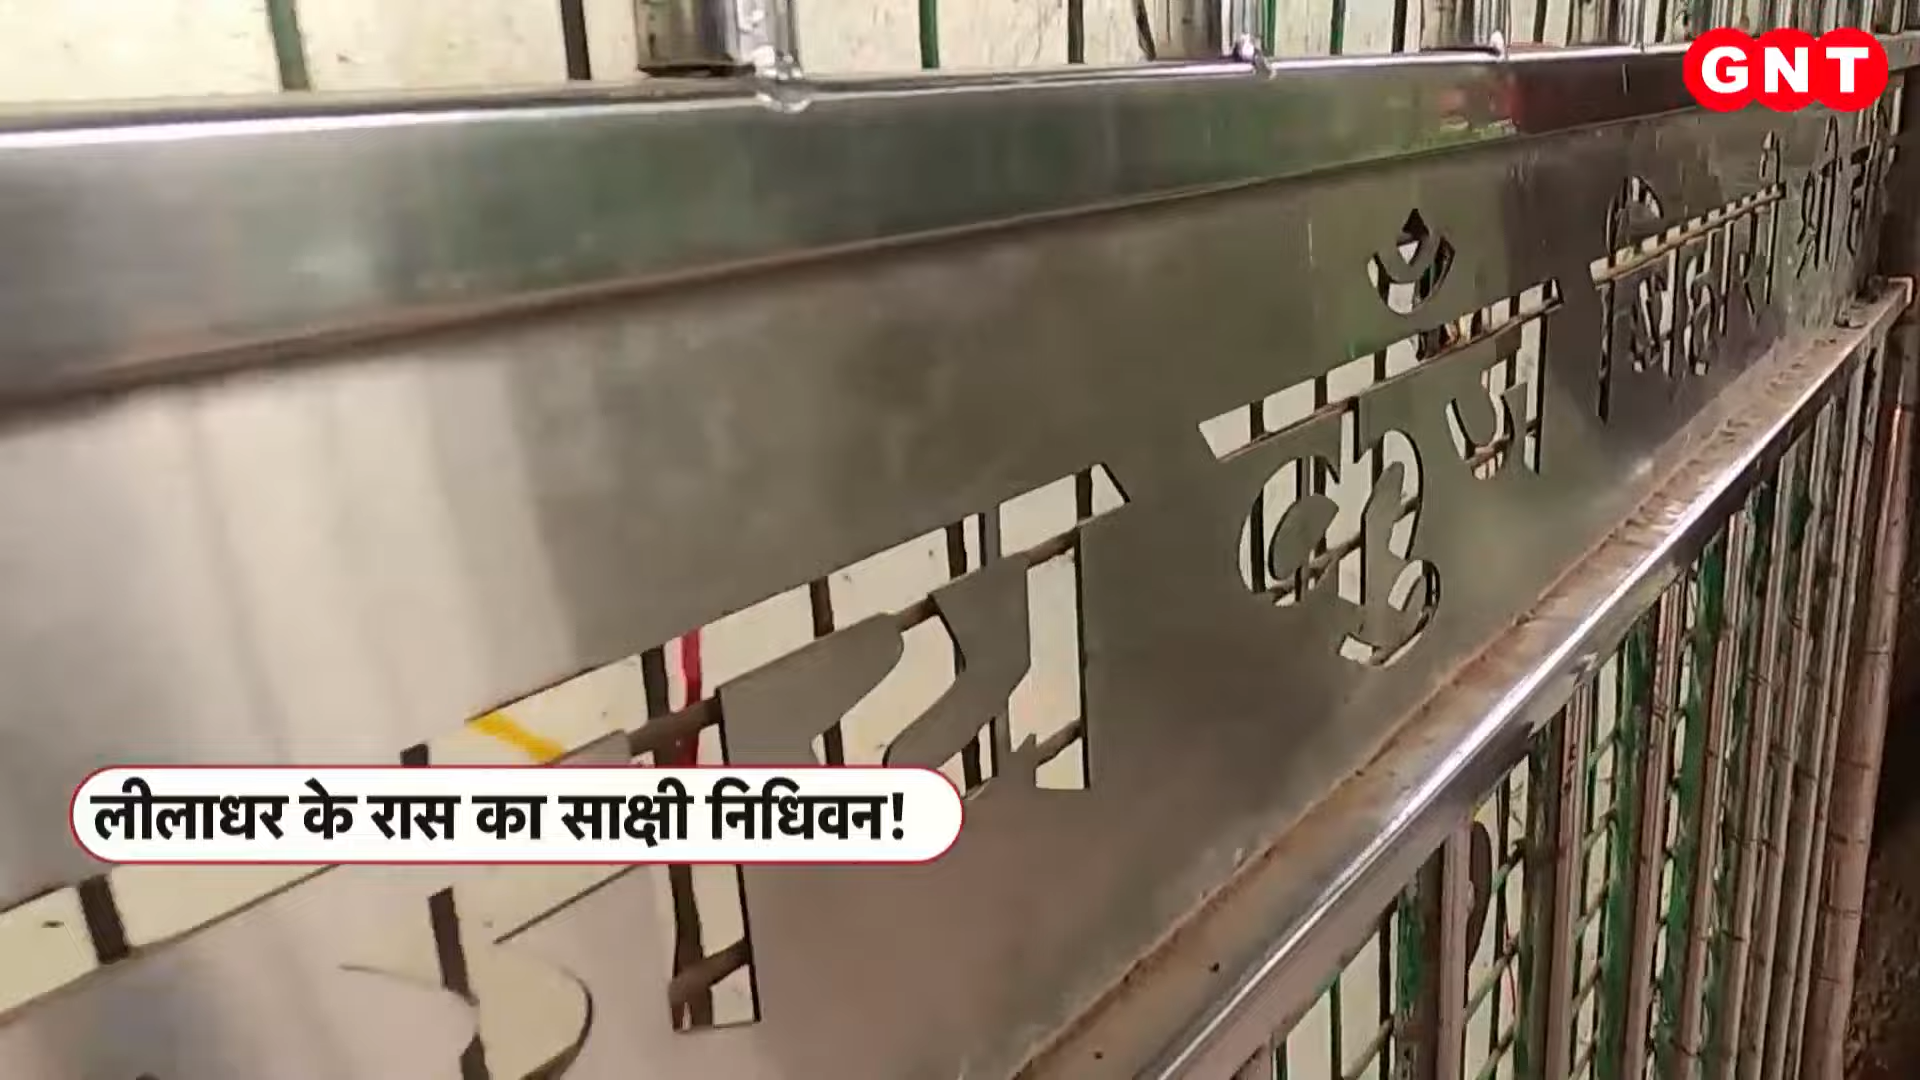 GNT
कुँज बिहारी श्री ह
लीलाधर के रास का साक्षी निधिवन!